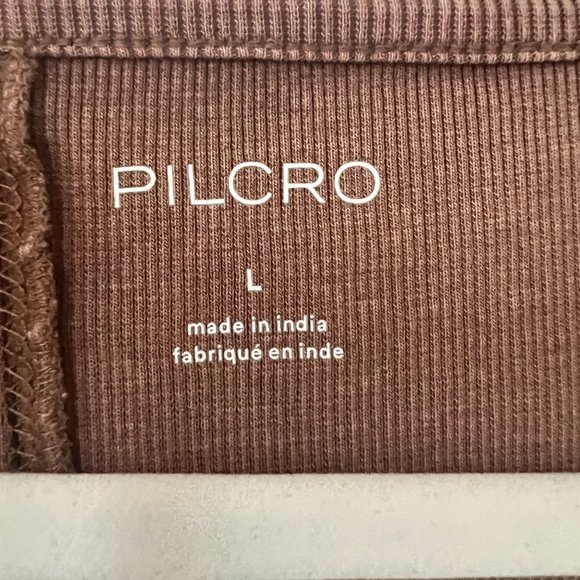 PILCRO
L
made in india
fabriqué en inde